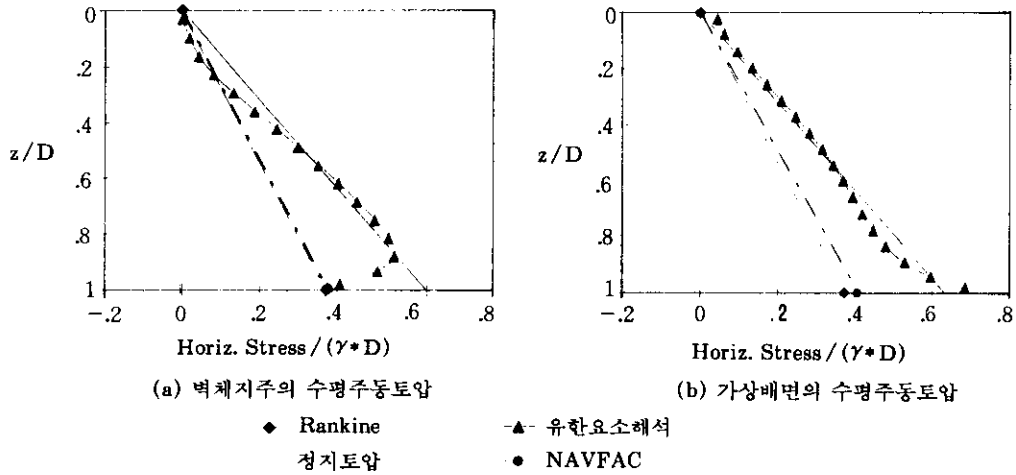 0
.2
.4
.6
.8
1
z/D
-.2 0 .2 .4 .6 .8
Horiz. Stress/(γ*D)
(a) 벽체지주의 수평주동토압
0
.2
.4
.6
.8
1
z/D
-.2 0 .2 .4 .6 .8
Horiz. Stress/(γ*D)
(b) 가상배면의 수평주동토압
Rankine
유한요소해석
정지토압
NAVFAC